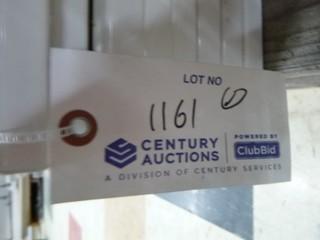 LOT NO
1161
POWERED BY
CENTURY
AUCTIONS
ClubBid
A DIVISION OF CENTURY SERVICES